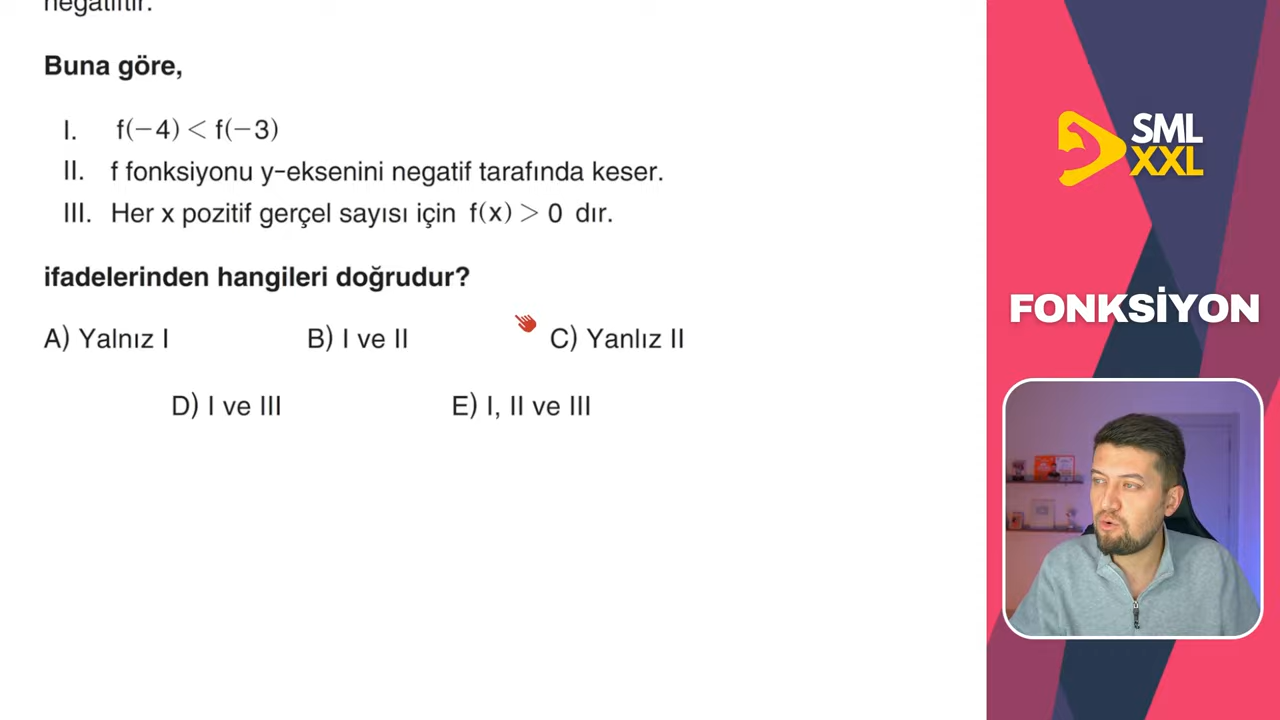 negatiftir.
Buna göre,
I. f(−4) < f(−3)
II. f fonksiyonu y-eksenini negatif tarafında keser.
III. Her x pozitif gerçel sayısı için f(x) > 0 dır.
ifadelerinden hangileri doğrudur?
A) Yalnız I B) I ve II C) Yanlız II
D) I ve III E) I, II ve III
SML
XXL
FONKSİYON